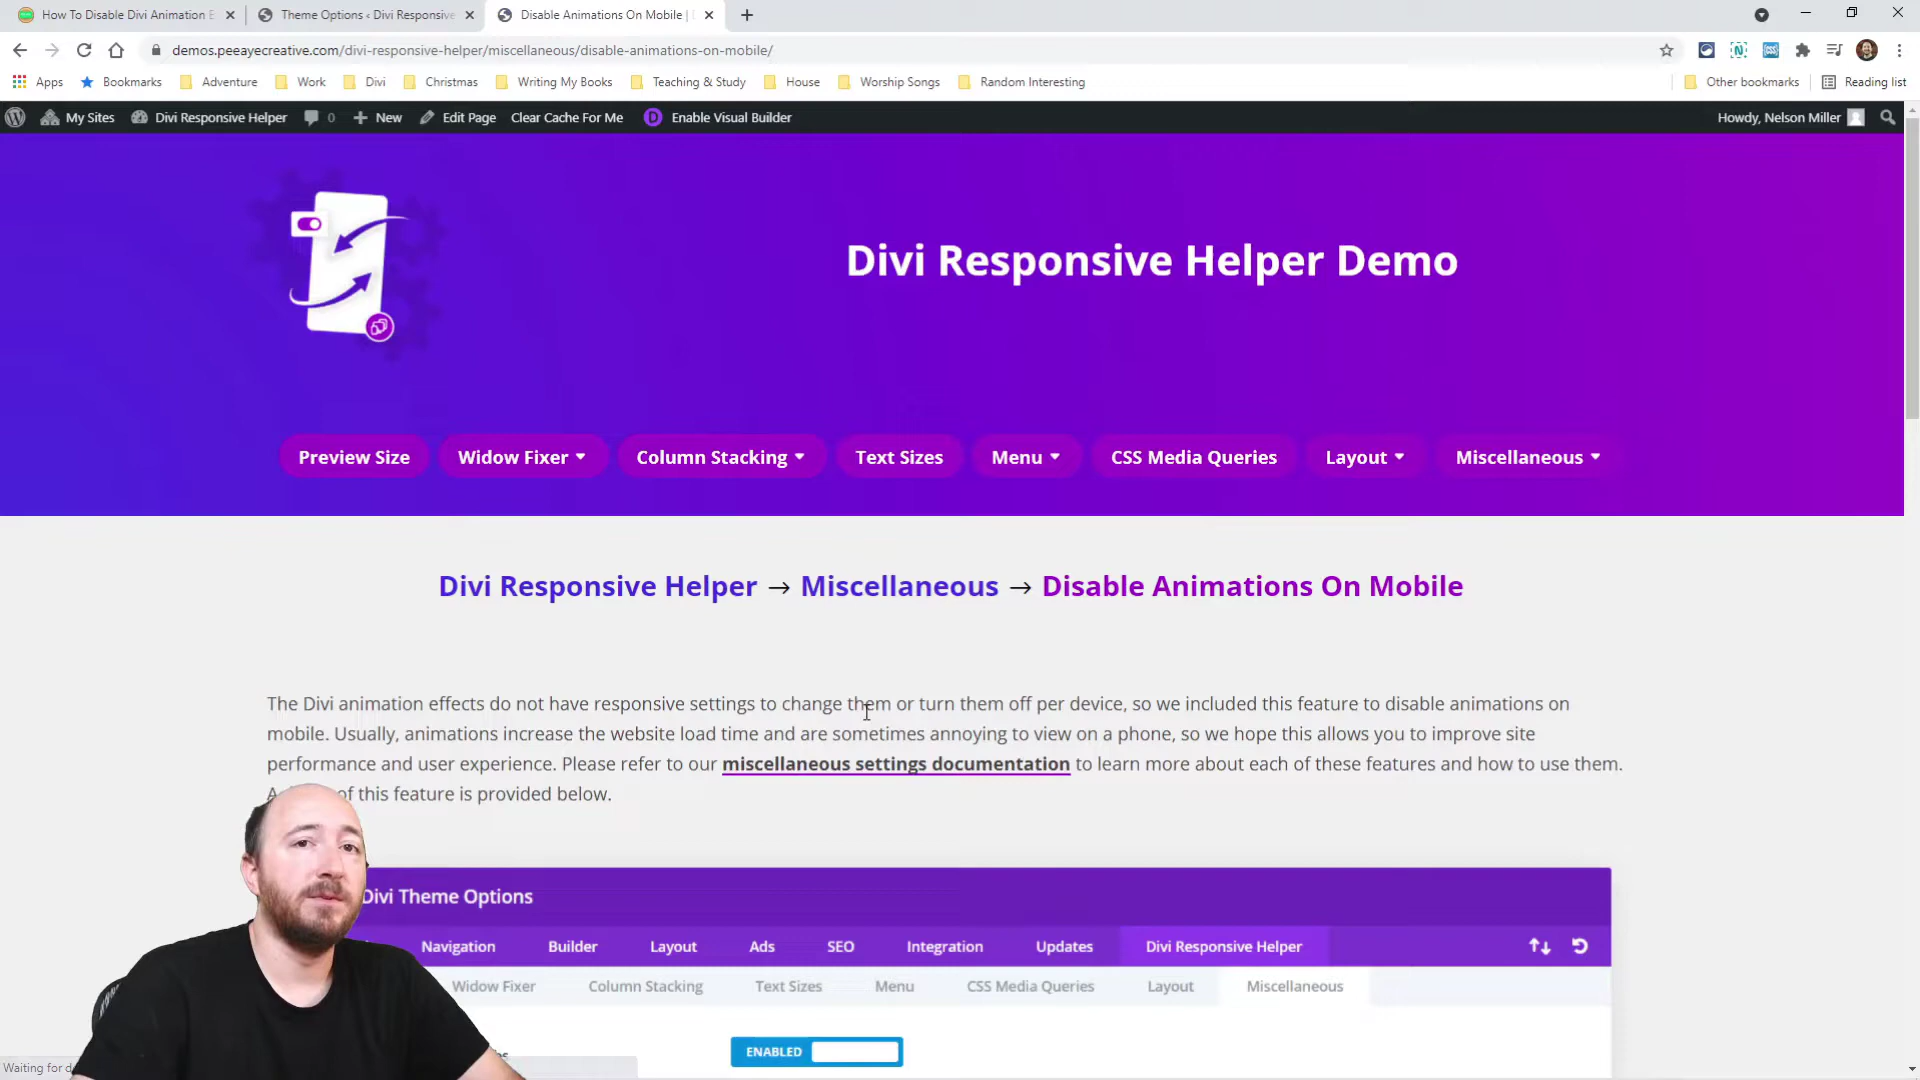 How To Disable Divi Animation
Theme Options ‹ Divi Responsive
Disable Animations On Mobile |
demos.peeayecreative.com/divi-responsive-helper/miscellaneous/disable-animations-on-mobile/
Apps Bookmarks Adventure Work Divi Christmas Writing My Books Teaching & Study House Worship Songs Random Interesting Other bookmarks Reading list
My Sites Divi Responsive Helper 0 New Edit Page Clear Cache For Me D Enable Visual Builder Howdy, Nelson Miller
Divi Responsive Helper Demo
Preview Size Widow Fixer Column Stacking Text Sizes Menu CSS Media Queries Layout Miscellaneous
Divi Responsive Helper → Miscellaneous → Disable Animations On Mobile
The Divi animation effects do not have responsive settings to change them or turn them off per device, so we included this feature to disable animations on
mobile. Usually, animations increase the website load time and are sometimes annoying to view on a phone, so we hope this allows you to improve site
performance and user experience. Please refer to our miscellaneous settings documentation to learn more about each of these features and how to use them.
of this feature is provided below.
Divi Theme Options
Navigation Builder Layout Ads SEO Integration Updates Divi Responsive Helper
Widow Fixer Column Stacking Text Sizes Menu CSS Media Queries Layout Miscellaneous
ENABLED
Waiting for